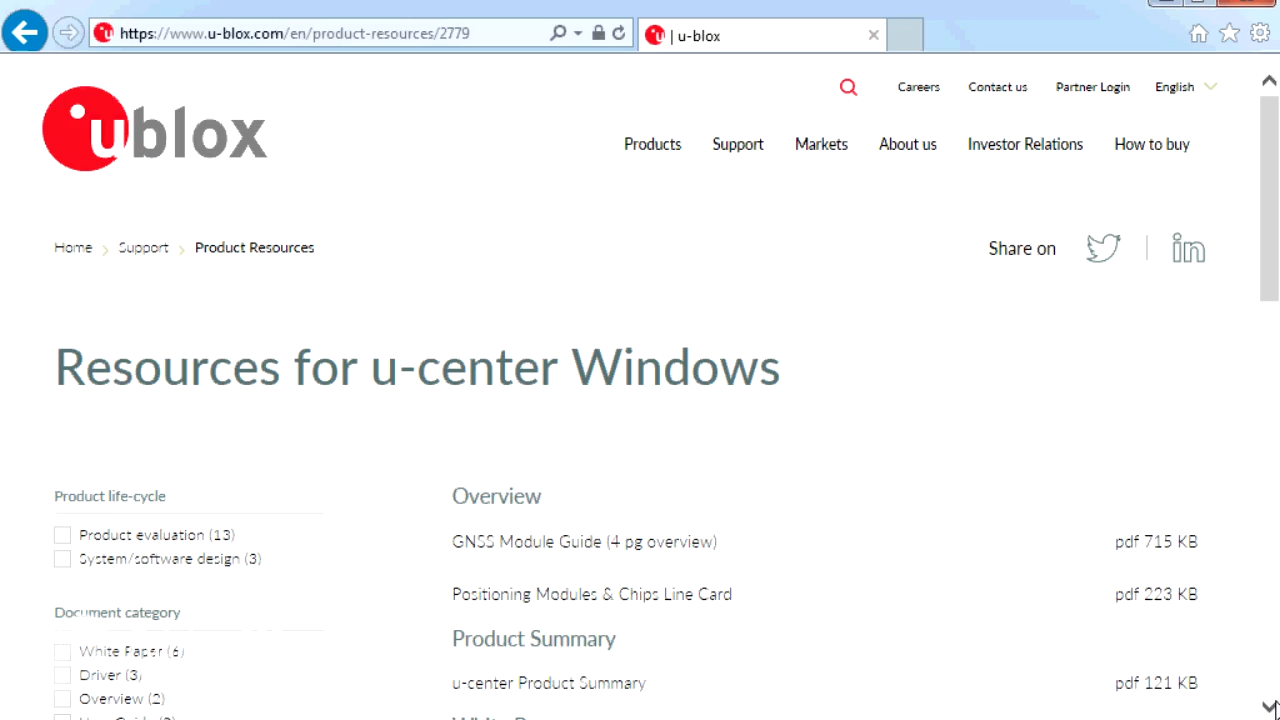 https://www.u-blox.com/en/product-resources/2779
| u-blox
Careers
Contact us
Partner Login
English
ublox
Products
Support
Markets
About us
Investor Relations
How to buy
Home
Support
Product Resources
Share on
in
Resources for u-center Windows
Product life-cycle
Product evaluation (13)
System/software design (3)
Document category
White Paper (6)
Driver (3)
Overview (2)
Overview
GNSS Module Guide (4 pg overview)
pdf 715 KB
Positioning Modules & Chips Line Card
pdf 223 KB
Product Summary
u-center Product Summary
pdf 121 KB